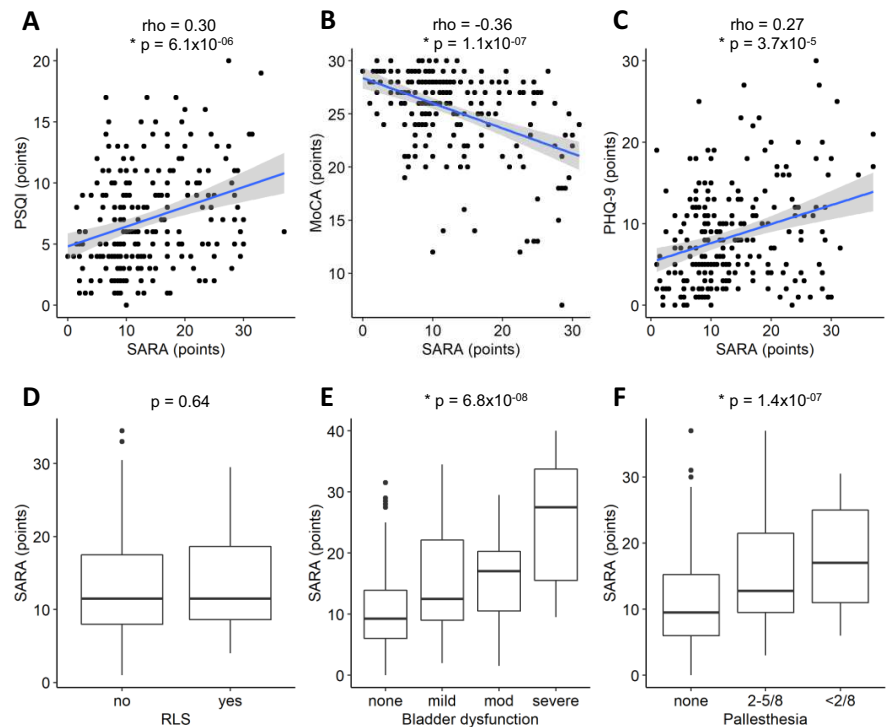 A
rho = 0.30
* p = 6.1x10-06
20
15
10
5
0
PSQI (points)
0 10 20 30
SARA (points)
B
rho = -0.36
* p = 1.1x10-07
30
25
20
15
10
MoCA (points)
0 10 20 30
SARA (points)
C
rho = 0.27
* p = 3.7x10-5
30
20
10
0
PHQ-9 (points)
0 10 20 30
SARA (points)
D
p = 0.64
30
20
10
0
SARA (points)
no yes
RLS
E
* p = 6.8x10-08
40
30
20
10
0
SARA (points)
none mild mod severe
Bladder dysfunction
F
* p = 1.4x10-07
30
20
10
0
SARA (points)
none 2-5/8 <2/8
Pallesthesia